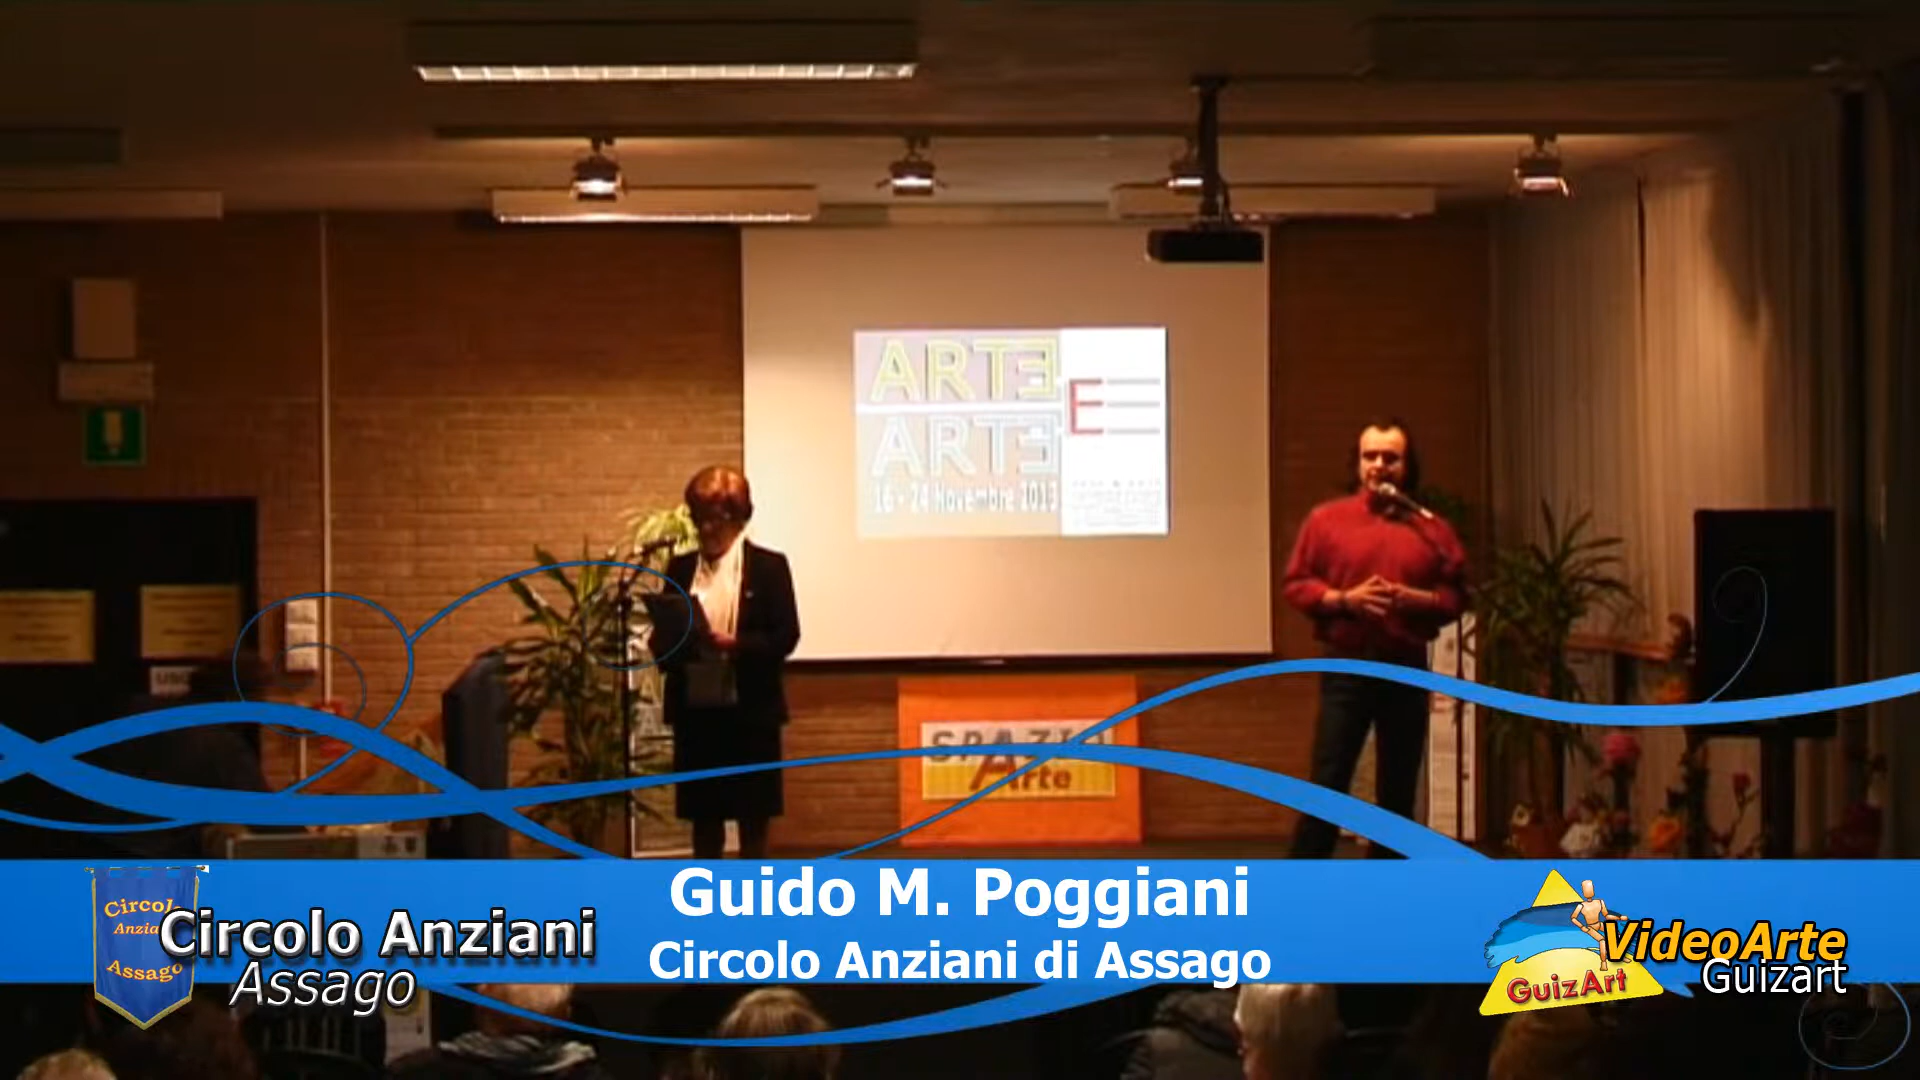 ARTE
ARTE
16 - 24 Novembre 2013
E
SPAZIO
Arte
Guido M. Poggiani
Circolo Anziani di Assago
Circolo
Anzia
Assago
Circolo Anziani
Assago
GuizArt
VideoArte
Guizart